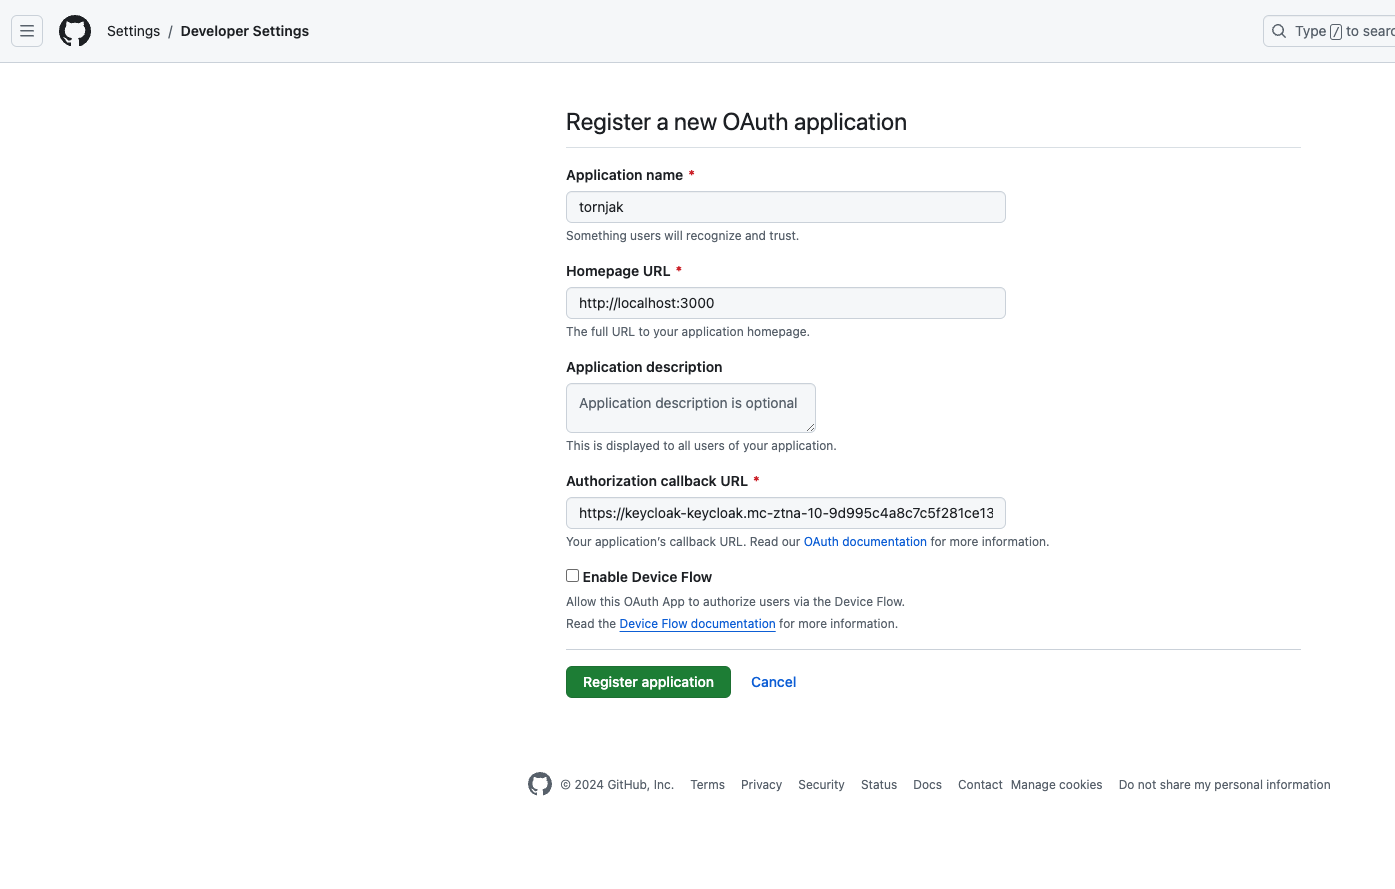 Settings / Developer Settings
Type / to searc
Register a new OAuth application
Application name *
tornjak
Something users will recognize and trust.
Homepage URL *
http://localhost:3000
The full URL to your application homepage.
Application description
Application description is optional
This is displayed to all users of your application.
Authorization callback URL *
https://keycloak-keycloak.mc-ztna-10-9d995c4a8c7c5f281ce13
Your application's callback URL. Read our OAuth documentation for more information.
Enable Device Flow
Allow this OAuth App to authorize users via the Device Flow.
Read the Device Flow documentation for more information.
Register application Cancel
© 2024 GitHub, Inc. Terms Privacy Security Status Docs Contact Manage cookies Do not share my personal information